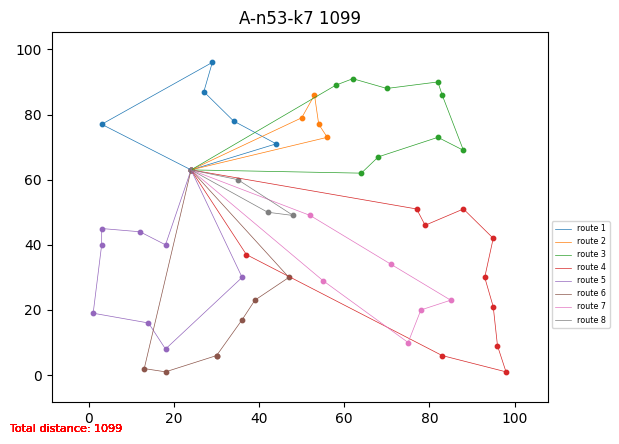 A-n53-k7 1099
100
80
60
40
20
0
0 20 40 60 80 100
route 1
route 2
route 3
route 4
route 5
route 6
route 7
route 8
Total distance: 1099